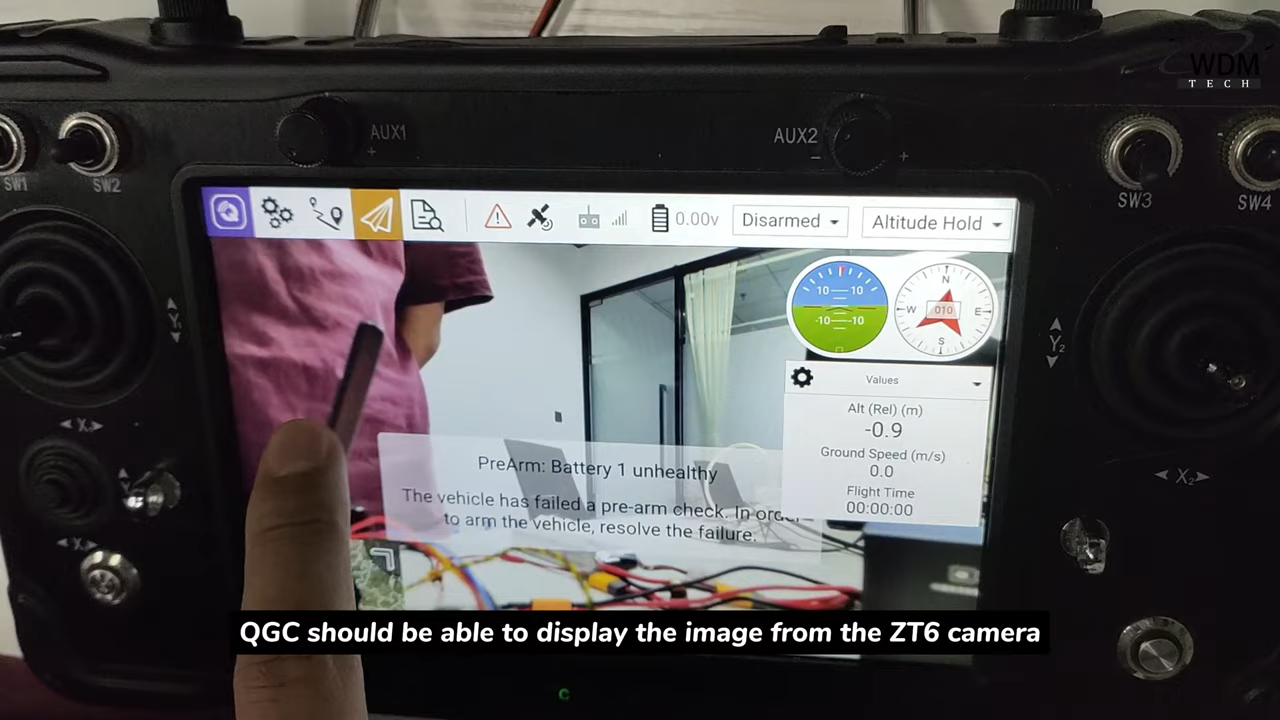 WDM
TECH
AUX1
+
AUX2
-
+
SW1
SW2
SW3
SW4
0.00v
Disarmed
Altitude Hold
10
10
-10
-10
N
W
010
E
S
Values
Alt (Rel) (m)
-0.9
Ground Speed (m/s)
0.0
Flight Time
00:00:00
PreArm: Battery 1 unhealthy
The vehicle has failed a pre-arm check. In order
to arm the vehicle, resolve the failure.
Y₂
X₂
QGC should be able to display the image from the ZT6 camera